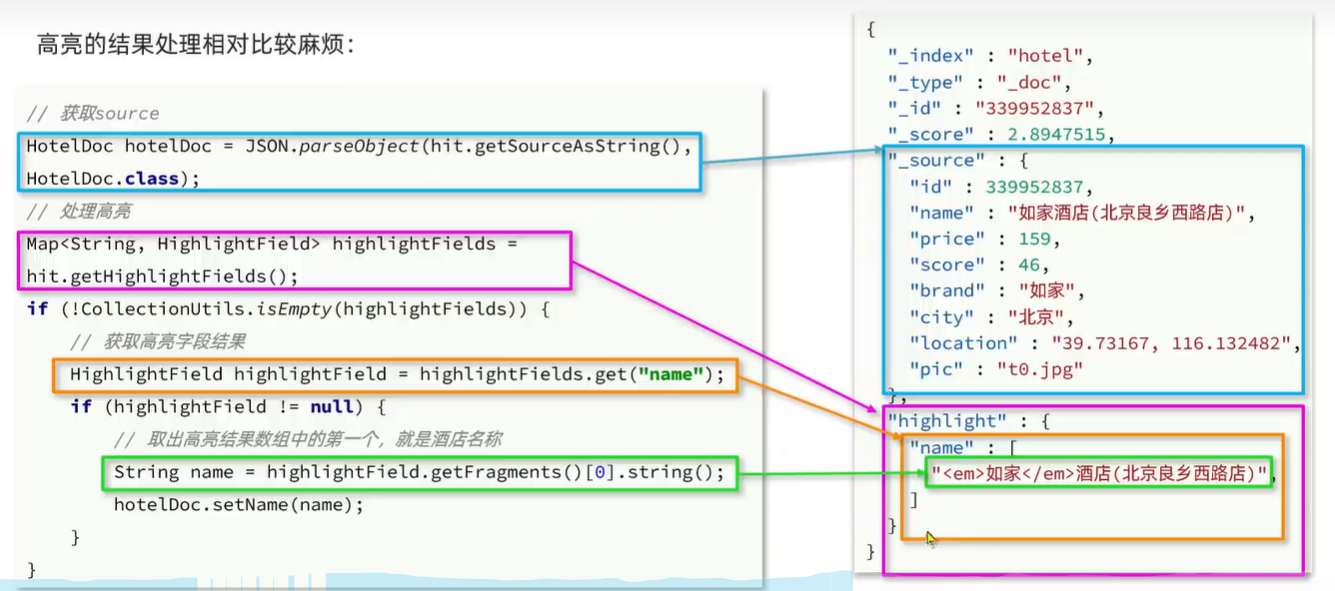 高亮的结果处理相对比较麻烦：
// 获取source
HotelDoc hotelDoc = JSON.parseObject(hit.getSourceAsString(),
HotelDoc.class);
// 处理高亮
Map<String, HighlightField> highlightFields =
hit.getHighlightFields();
if (!CollectionUtils.isEmpty(highlightFields)) {
// 获取高亮字段结果
HighlightField highlightField = highlightFields.get("name");
if (highlightField != null) {
// 取出高亮结果数组中的第一个，就是酒店名称
String name = highlightField.getFragments()[0].string();
hotelDoc.setName(name);
}
}
{
"_index" : "hotel",
"_type" : "_doc",
"_id" : "339952837",
"_score" : 2.8947515,
"_source" : {
"id" : 339952837,
"name" : "如家酒店(北京良乡西路店)",
"price" : 159,
"score" : 46,
"brand" : "如家",
"city" : "北京",
"location" : "39.73167, 116.132482",
"pic" : "t0.jpg"
},
"highlight" : {
"name" : [
"<em>如家</em>酒店(北京良乡西路店)",
]
}
}